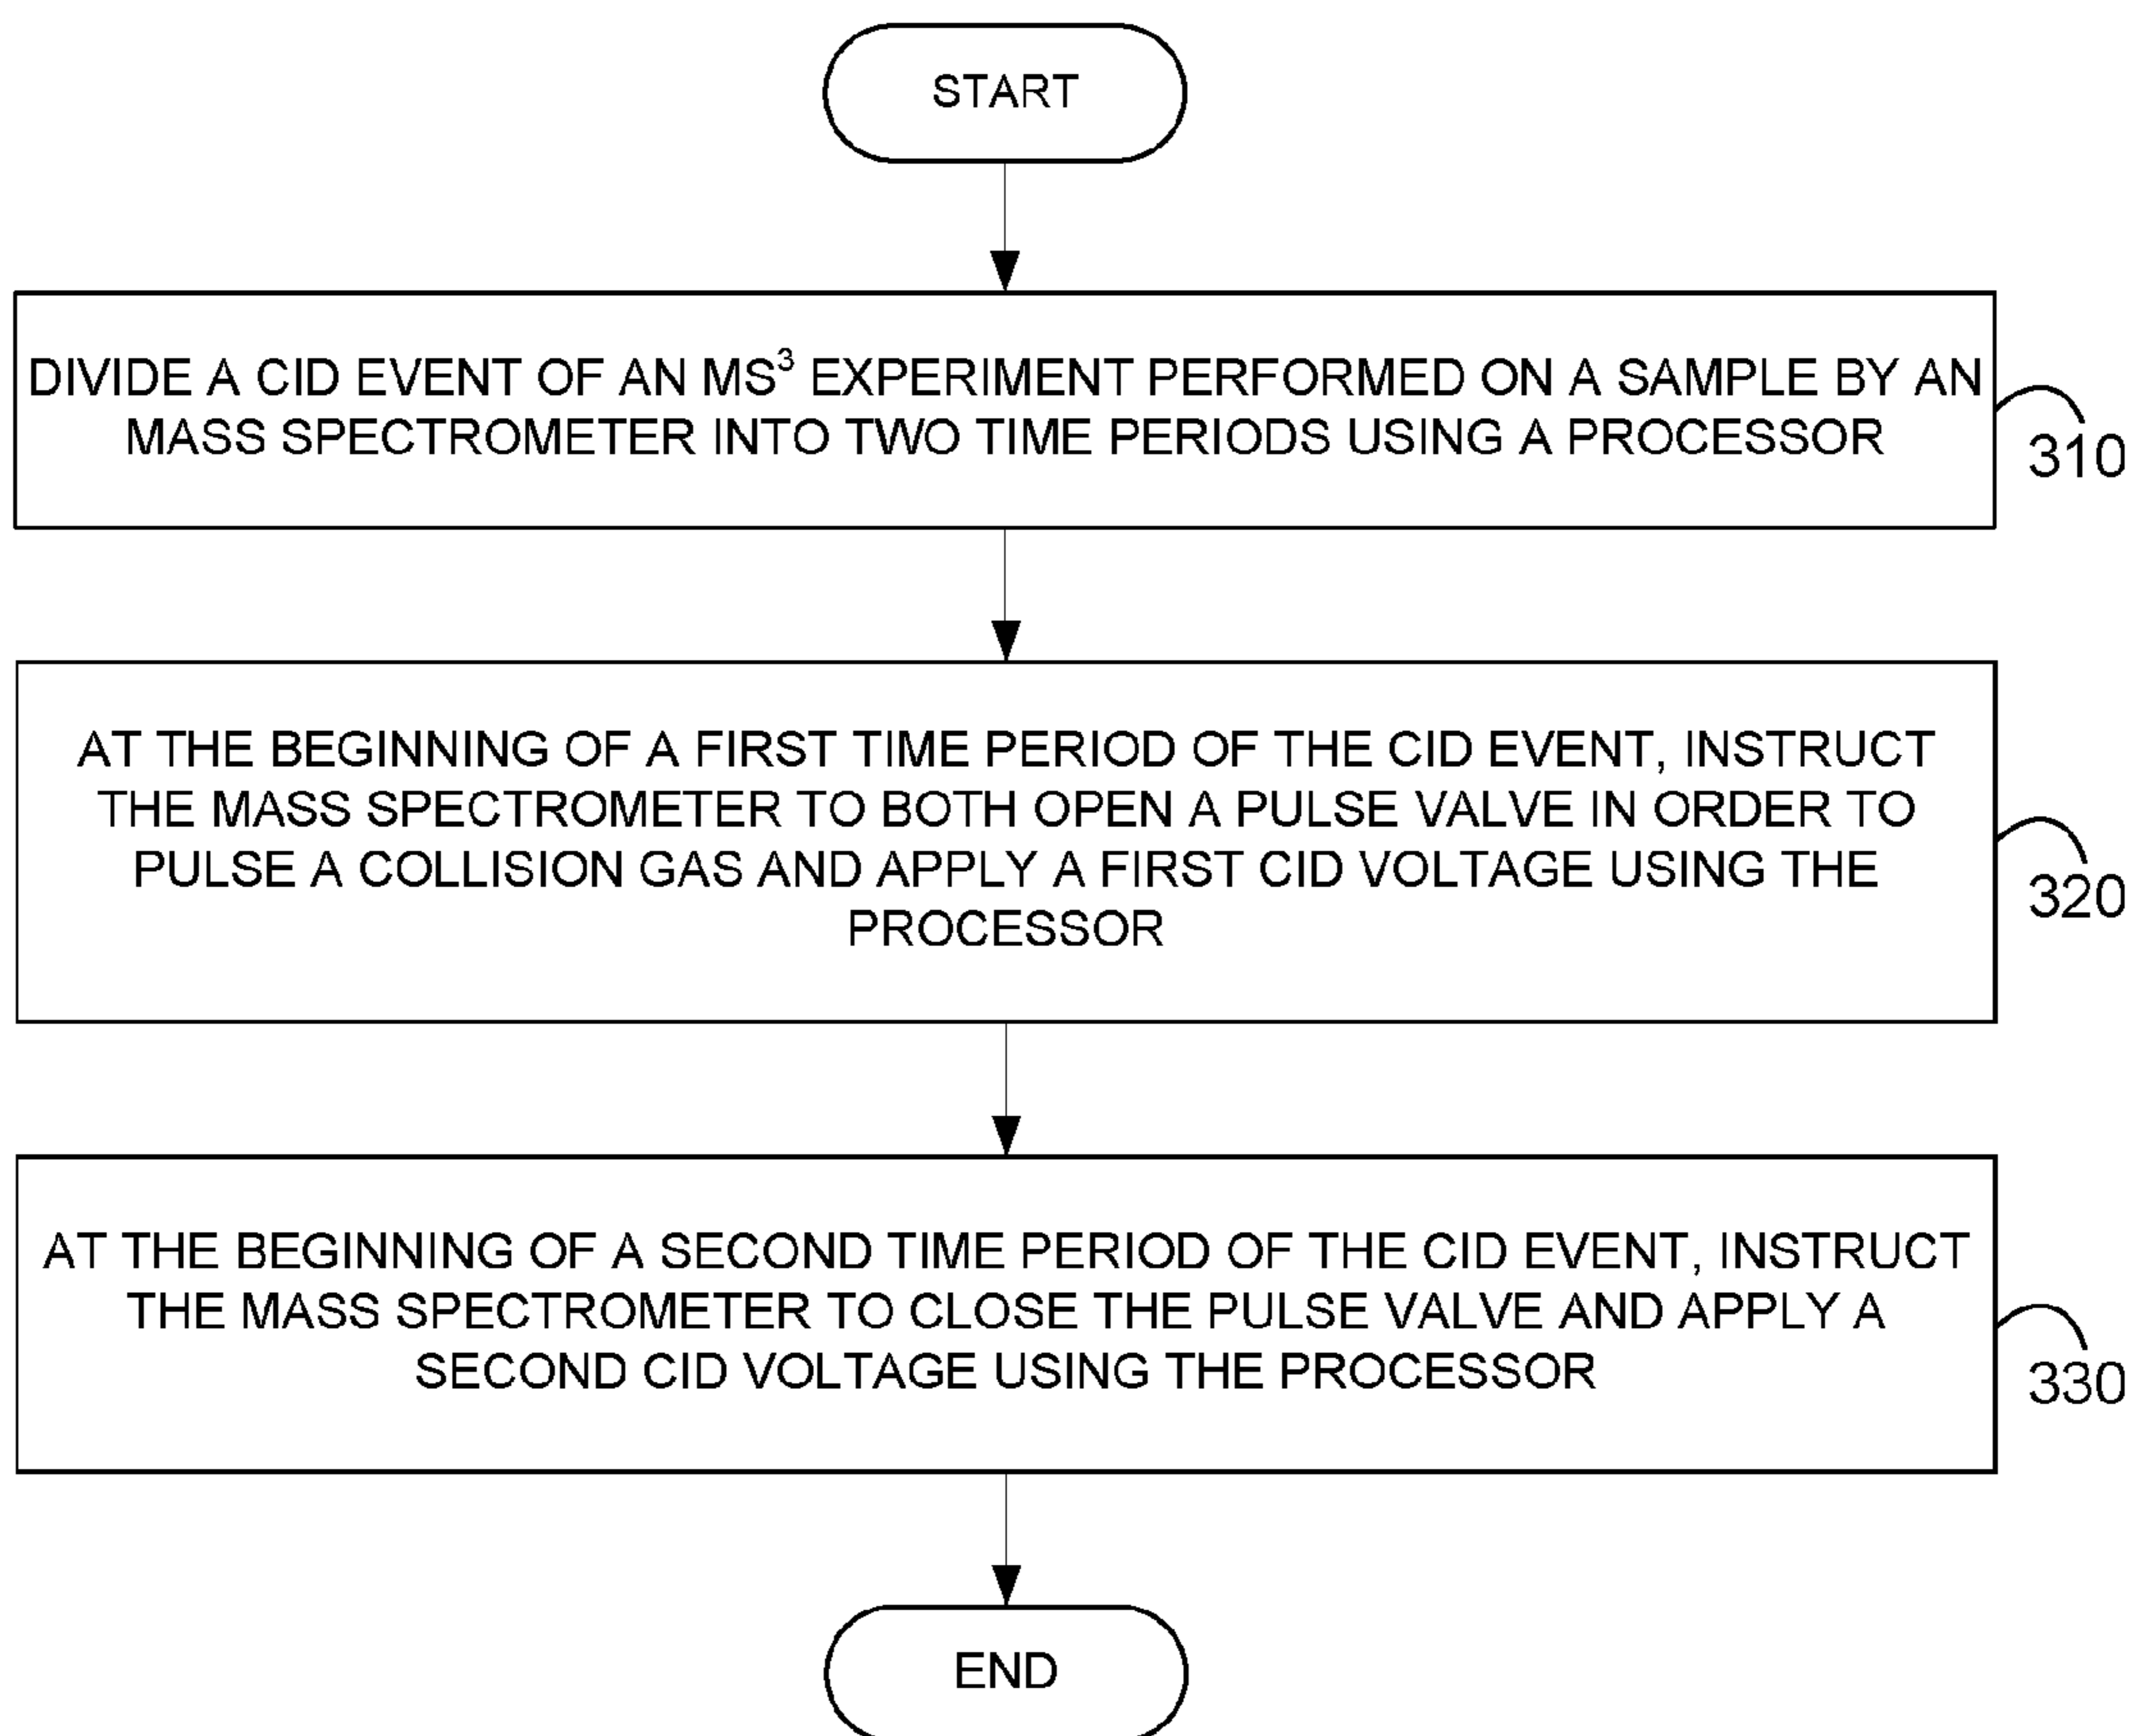 START
DIVIDE A CID EVENT OF AN MS³ EXPERIMENT PERFORMED ON A SAMPLE BY AN
MASS SPECTROMETER INTO TWO TIME PERIODS USING A PROCESSOR
310
AT THE BEGINNING OF A FIRST TIME PERIOD OF THE CID EVENT, INSTRUCT
THE MASS SPECTROMETER TO BOTH OPEN A PULSE VALVE IN ORDER TO
PULSE A COLLISION GAS AND APPLY A FIRST CID VOLTAGE USING THE
PROCESSOR
320
AT THE BEGINNING OF A SECOND TIME PERIOD OF THE CID EVENT, INSTRUCT
THE MASS SPECTROMETER TO CLOSE THE PULSE VALVE AND APPLY A
SECOND CID VOLTAGE USING THE PROCESSOR
330
END